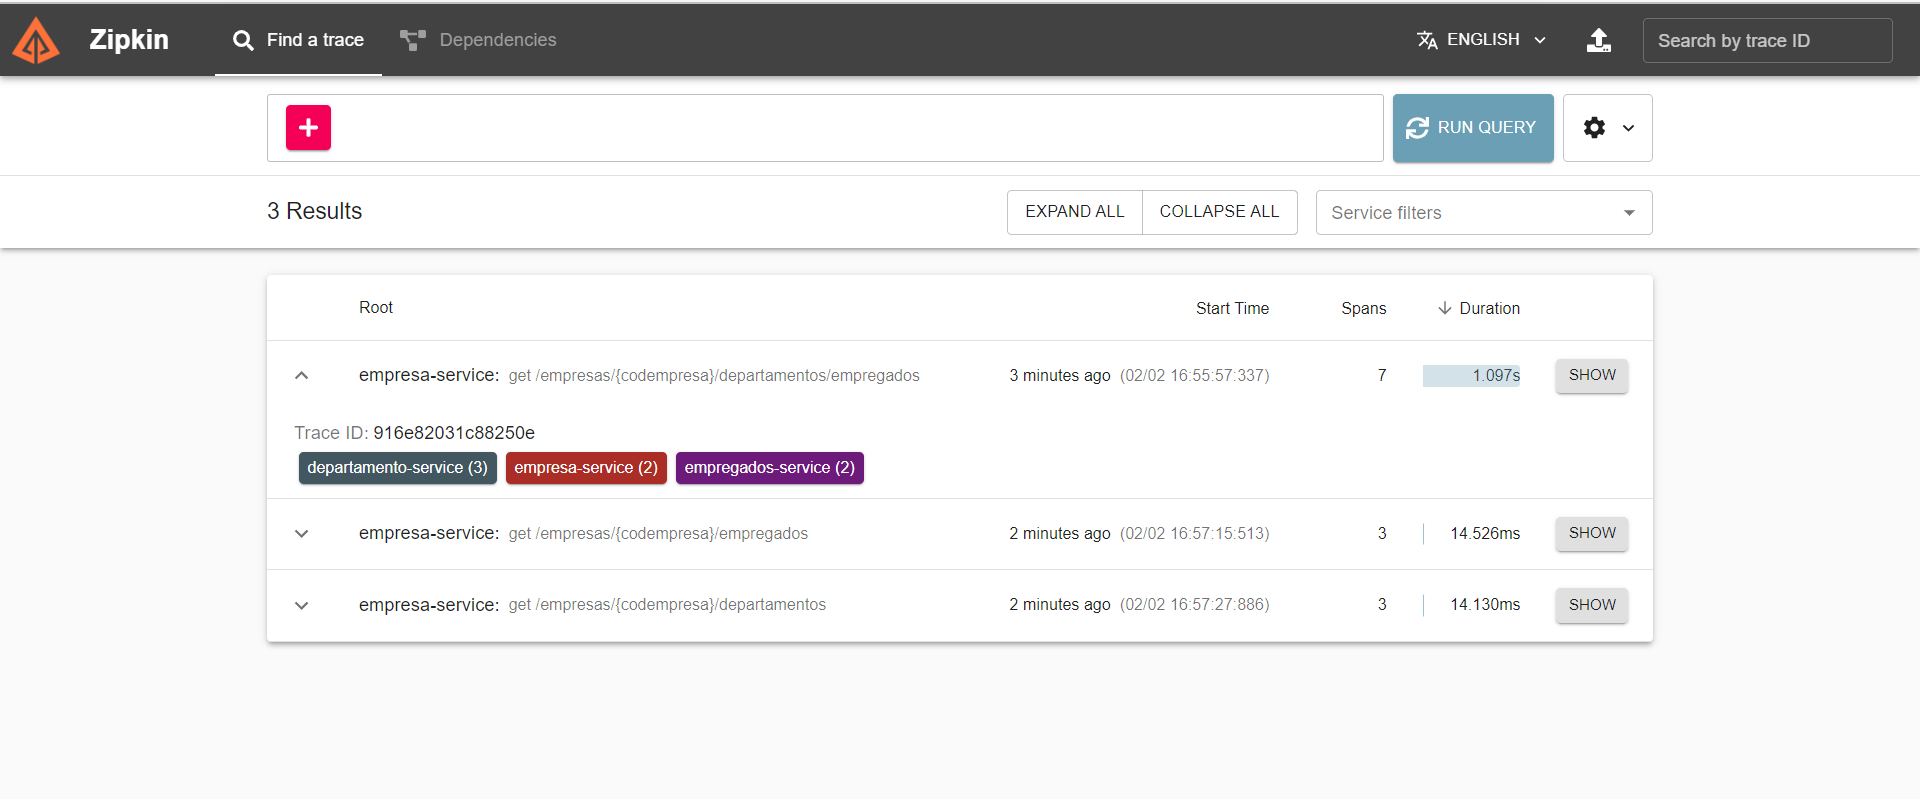 Zipkin
Find a trace
Dependencies
ENGLISH
Search by trace ID
RUN QUERY
3 Results
EXPAND ALL
COLLAPSE ALL
Service filters
Root Start Time Spans Duration
empresa-service: get /empresas/{codempresa}/departamentos/empregados 3 minutes ago (02/02 16:55:57:337) 7 1.097s SHOW
Trace ID: 916e82031c88250e
departamento-service (3) empresa-service (2) empregados-service (2)
empresa-service: get /empresas/{codempresa}/empregados 2 minutes ago (02/02 16:57:15:513) 3 14.526ms SHOW
empresa-service: get /empresas/{codempresa}/departamentos 2 minutes ago (02/02 16:57:27:886) 3 14.130ms SHOW